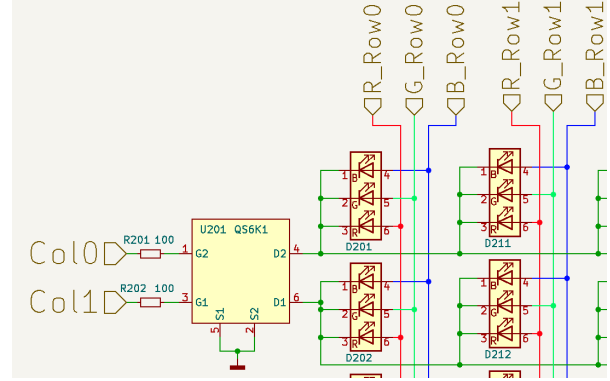 R_Row0
G_Row0
B_Row0
R_Row1
G_Row1
B_Row1
1 B 4
2 G 5
3 R 6
D201
1 B 4
2 G 5
3 R 6
D211
Col0
R201 100
U201 QS6K1
1 G2 D2 4
Col1
R202 100
3 G1 D1 6
S1 S2
5 2
1 B 4
2 G 5
3 R 6
D202
1 B 4
2 G 5
3 R 6
D212